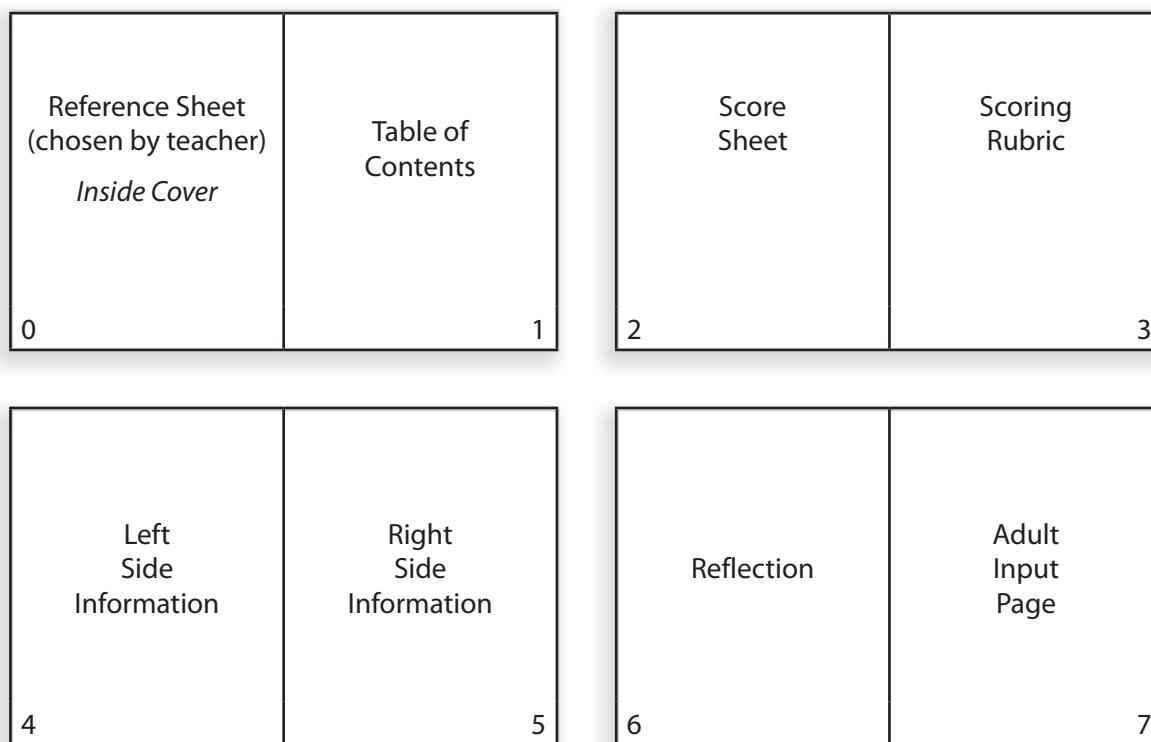 Reference Sheet
(chosen by teacher)
Inside Cover
0
Table of
Contents
1
Score
Sheet
2
Scoring
Rubric
3
Left
Side
Information
4
Right
Side
Information
5
Reflection
6
Adult
Input
Page
7